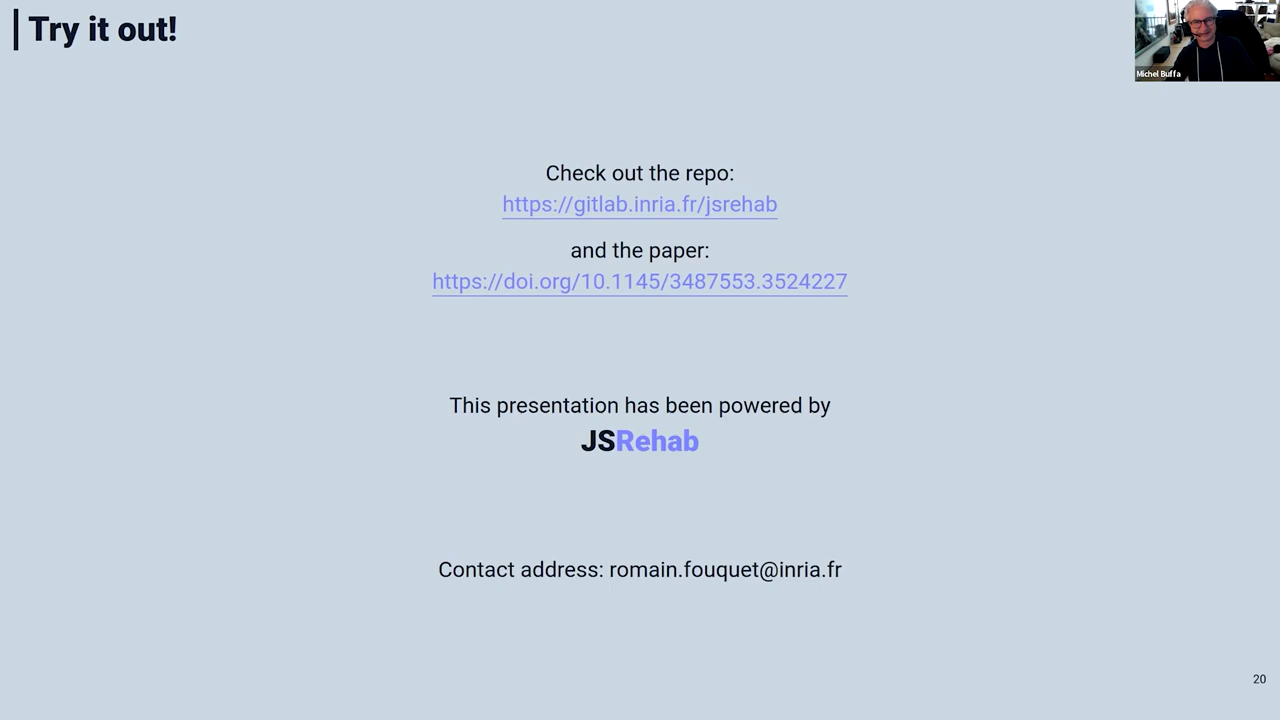 Try it out!
Michel Buffa
Check out the repo:
https://gitlab.inria.fr/jsrehab
and the paper:
https://doi.org/10.1145/3487553.3524227
This presentation has been powered by
JSRehab
Contact address: romain.fouquet@inria.fr
20